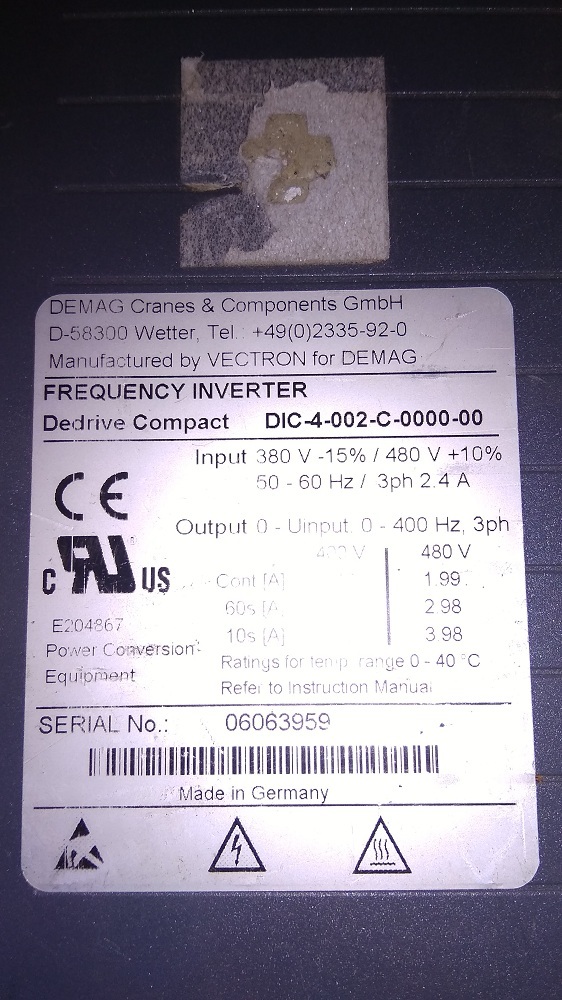 DEMAG Cranes & Components GmbH
D-58300 Wetter, Tel.: +49(0)2335-92-0
Manufactured by VECTRON for DEMAG
FREQUENCY INVERTER
Dedrive Compact DIC-4-002-C-0000-00
Input 380 V -15% / 480 V +10%
50 - 60 Hz / 3ph 2.4 A
CE
Output 0 - Uinput, 0 - 400 Hz, 3ph
480 V
c RU US
Cont [A] 1.99
60s [A] 2.98
10s [A] 3.98
E204867
Power Conversion
Equipment
Ratings for temp. range 0 - 40 °C
Refer to Instruction Manual
SERIAL No.: 06063959
Made in Germany